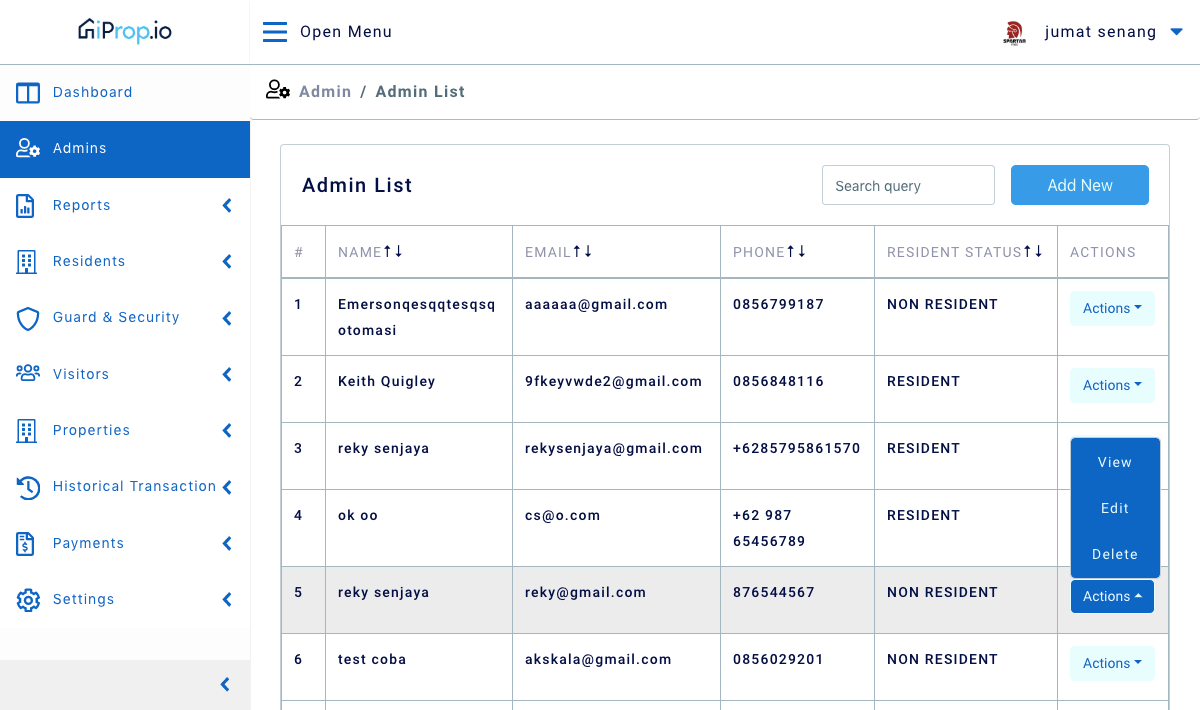 iProp.io
Open Menu
jumat senang
Dashboard
Admins
Reports
Residents
Guard & Security
Visitors
Properties
Historical Transaction
Payments
Settings
Admin / Admin List
Admin List
Search query
Add New
# NAME↑↓ EMAIL↑↓ PHONE↑↓ RESIDENT STATUS↑↓ ACTIONS
1 Emersonqesqqtesqsq aaaaaa@gmail.com 0856799187 NON RESIDENT Actions
otomasi
2 Keith Quigley 9fkeyvwde2@gmail.com 0856848116 RESIDENT Actions
3 reky senjaya rekysenjaya@gmail.com +6285795861570 RESIDENT
View
Edit
Delete
4 ok oo cs@o.com +62 987 RESIDENT
65456789
5 reky senjaya reky@gmail.com 876544567 NON RESIDENT Actions
6 test coba akskala@gmail.com 0856029201 NON RESIDENT Actions